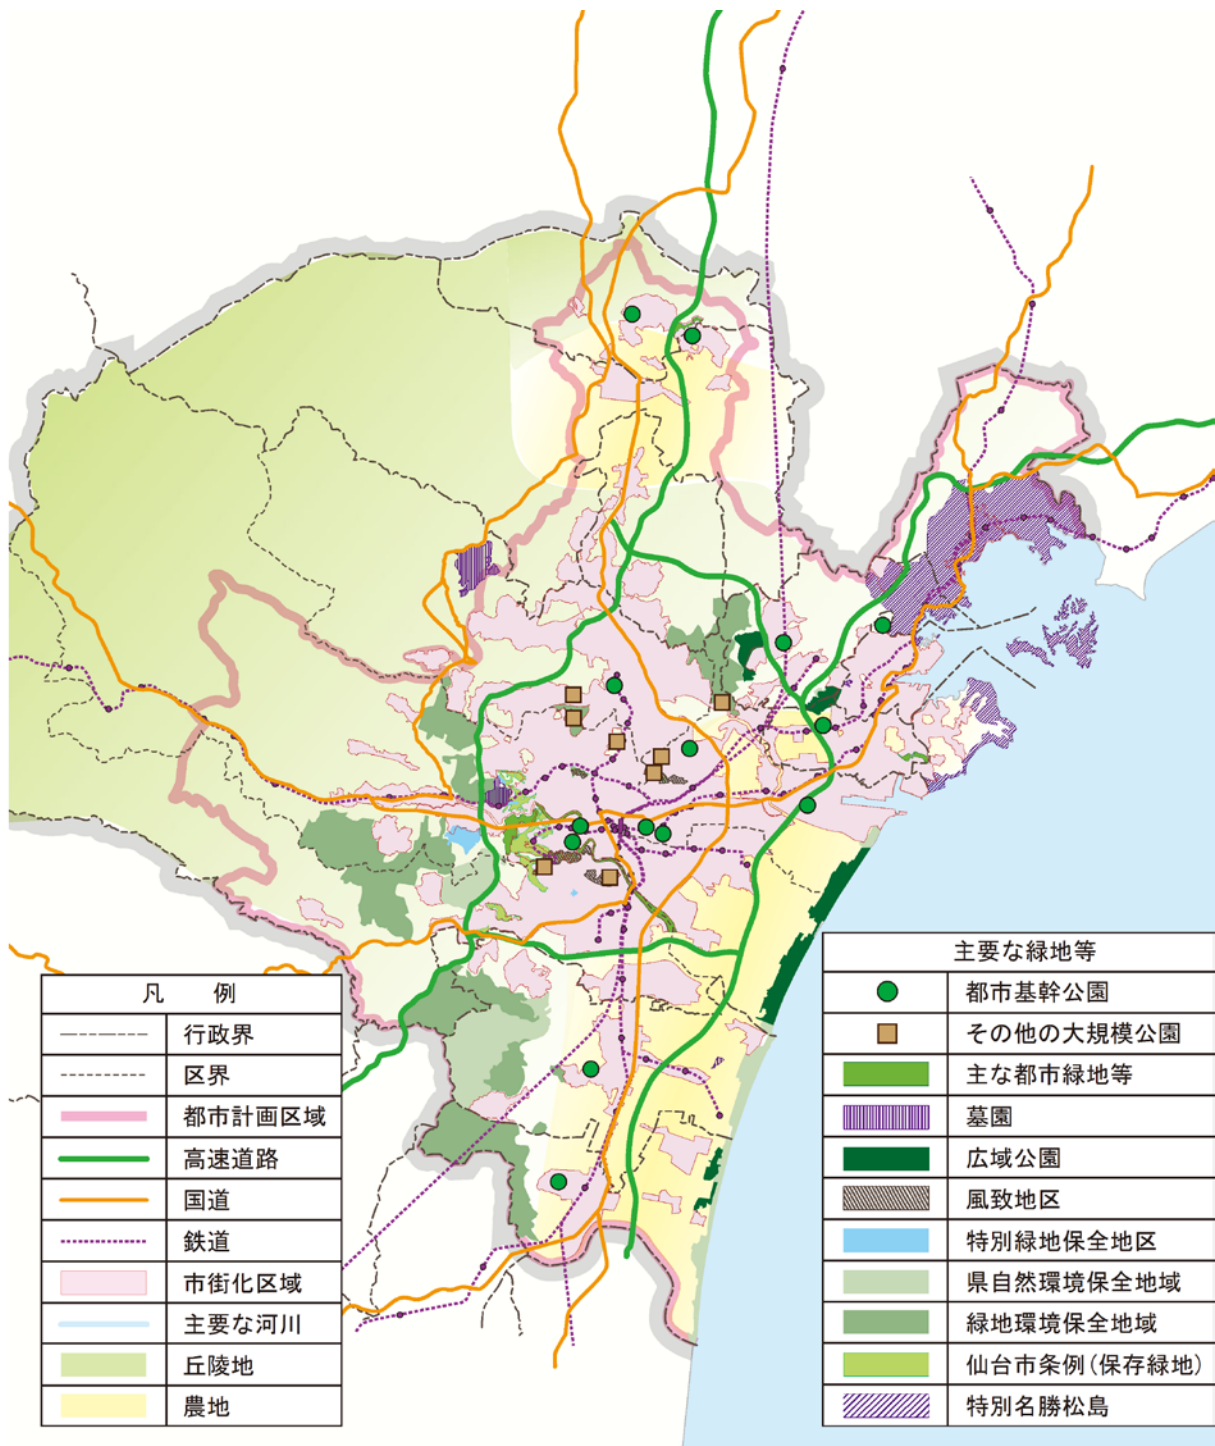 凡 例
行政界
区界
都市計画区域
高速道路
国道
鉄道
市街化区域
主要な河川
丘陵地
農地
主要な緑地等
都市基幹公園
その他の大規模公園
主な都市緑地等
墓園
広域公園
風致地区
特別緑地保全地区
県自然環境保全地域
緑地環境保全地域
仙台市条例(保存緑地)
特別名勝松島